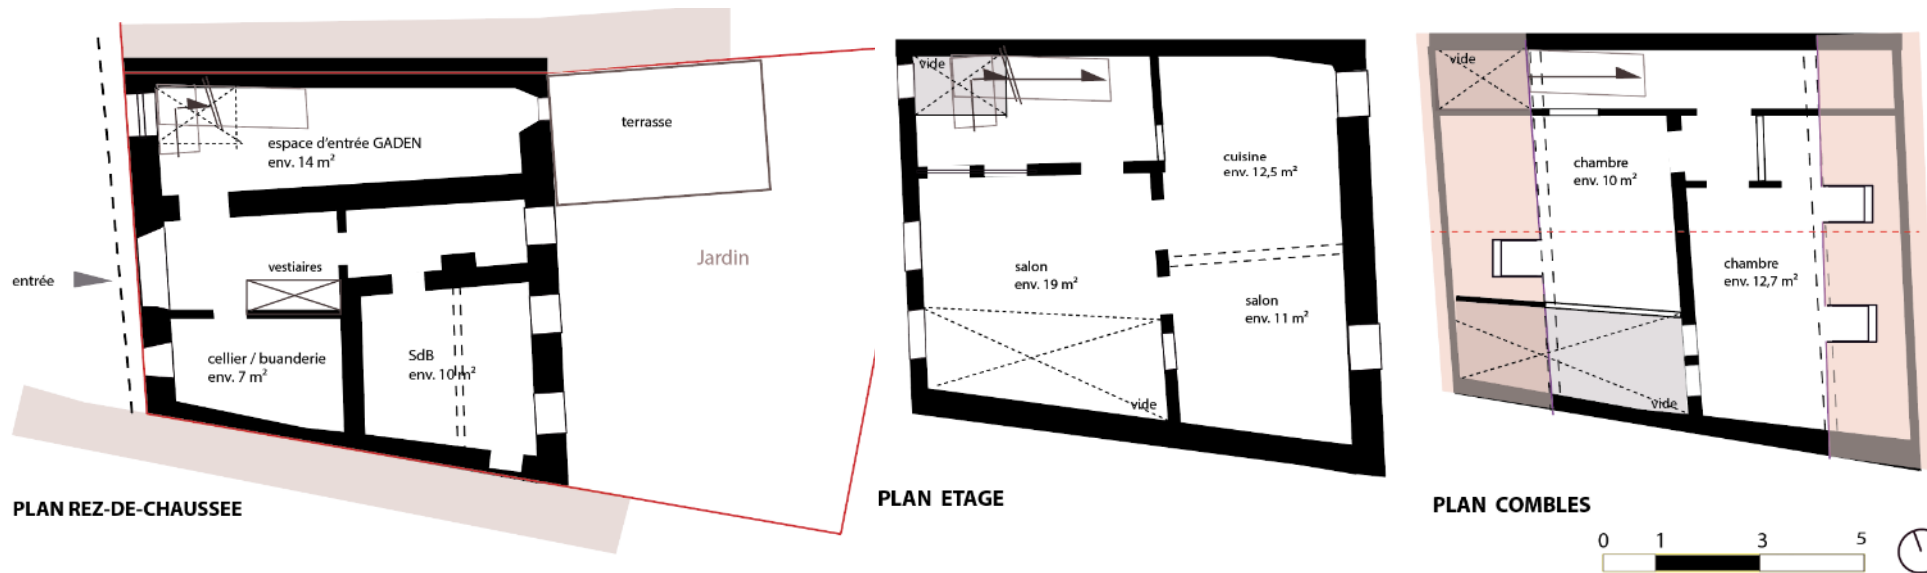 espace d'entrée GADEN
env. 14 m²
terrasse
Jardin
entrée
vestiaires
cellier / buanderie
env. 7 m²
SdB
env. 10 m²
PLAN REZ-DE-CHAUSSEE
vide
cuisine
env. 12,5 m²
salon
env. 19 m²
salon
env. 11 m²
vide
PLAN ETAGE
vide
chambre
env. 10 m²
chambre
env. 12,7 m²
vide
PLAN COMBLES
0 1 3 5